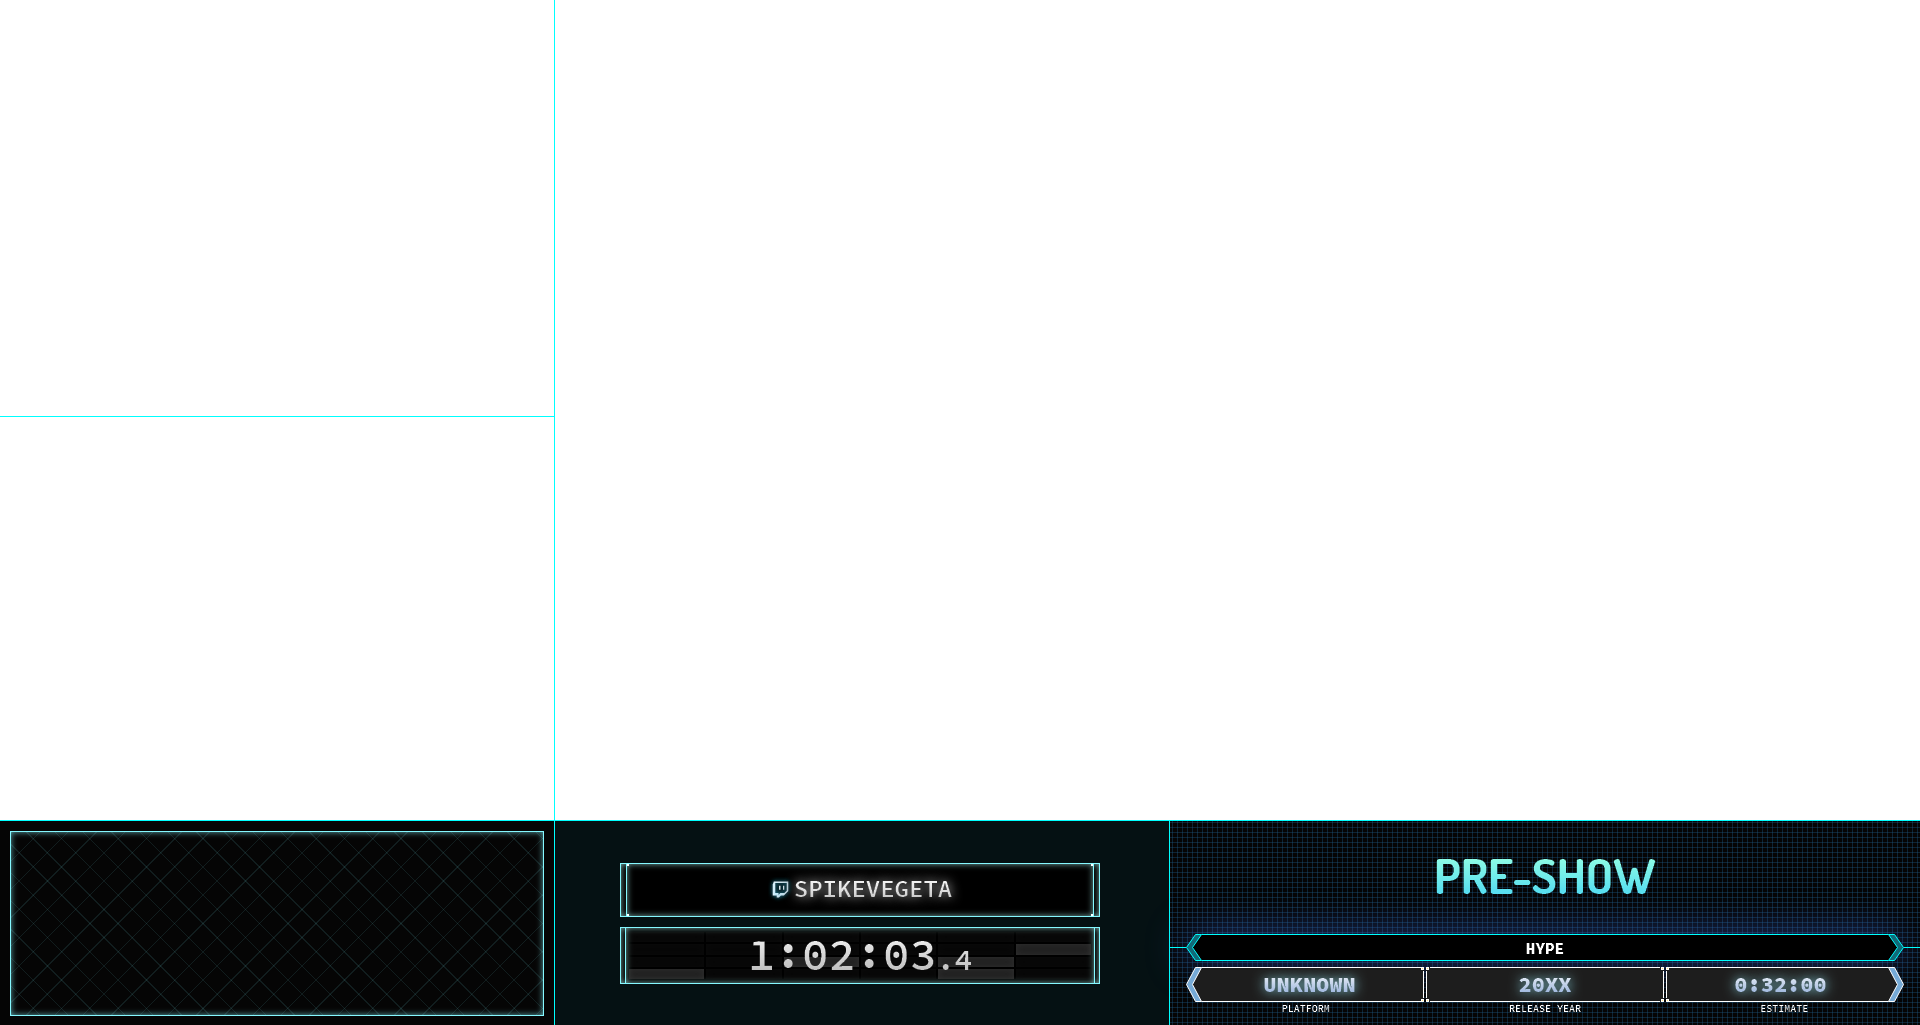 SPIKEVEGETA
1:02:03.4
PRE-SHOW
HYPE
UNKNOWN 20XX 0:32:00
PLATFORM RELEASE YEAR ESTIMATE